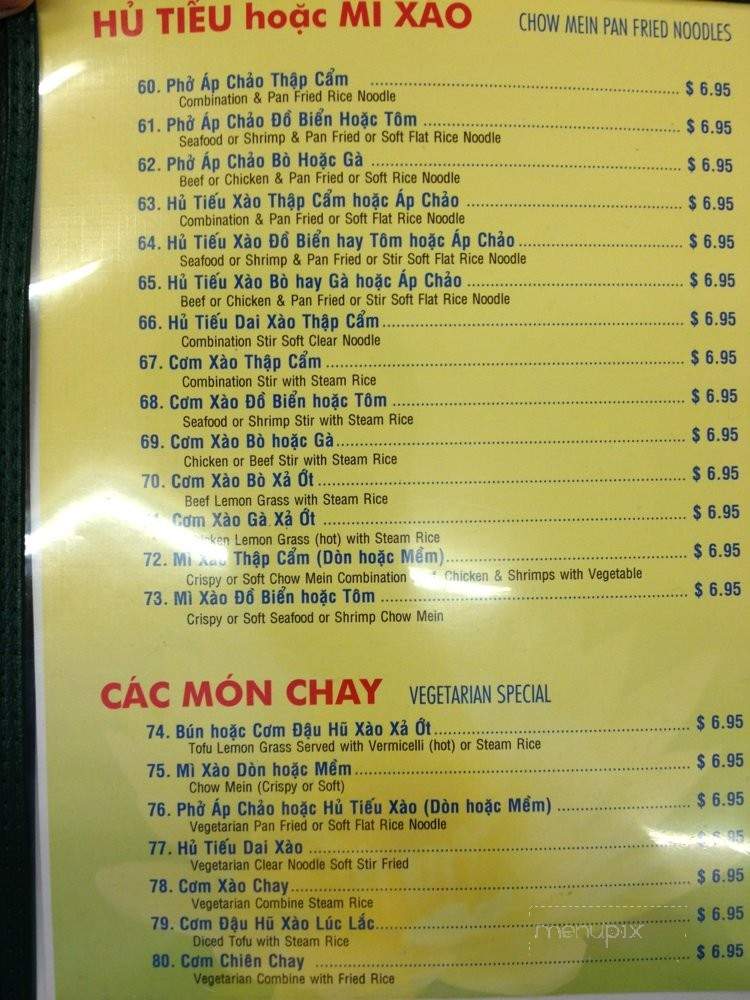 HỦ TIẾU hoặc MÌ XÀO CHOW MEIN PAN FRIED NOODLES
60. Phở Áp Chảo Thập Cẩm $ 6.95
Combination & Pan Fried Rice Noodle
61. Phở Áp Chảo Đồ Biển Hoặc Tôm $ 6.95
Seafood or Shrimp & Pan Fried or Soft Flat Rice Noodle
62. Phở Áp Chảo Bò Hoặc Gà $ 6.95
Beef or Chicken & Pan Fried or Soft Rice Noodle
63. Hủ Tiếu Xào Thập Cẩm hoặc Áp Chảo $ 6.95
Combination & Pan Fried or Soft Flat Rice Noodle
64. Hủ Tiếu Xào Đồ Biển hay Tôm hoặc Áp Chảo $ 6.95
Seafood or Shrimp & Pan Fried or Stir Soft Flat Rice Noodle
65. Hủ Tiếu Xào Bò hay Gà hoặc Áp Chảo $ 6.95
Beef or Chicken & Pan Fried or Stir Soft Flat Rice Noodle
66. Hủ Tiếu Dai Xào Thập Cẩm $ 6.95
Combination Stir Soft Clear Noodle
67. Cơm Xào Thập Cẩm $ 6.95
Combination Stir with Steam Rice
68. Cơm Xào Đồ Biển hoặc Tôm $ 6.95
Seafood or Shrimp Stir with Steam Rice
69. Cơm Xào Bò hoặc Gà $ 6.95
Chicken or Beef Stir with Steam Rice
70. Cơm Xào Bò Xả Ớt $ 6.95
Beef Lemon Grass with Steam Rice
Cơm Xào Gà Xả Ớt $ 6.95
Lemon Grass (hot) with Steam Rice
72. Mì Xào Thập Cẩm (Dòn hoặc Mềm) $ 6.95
Crispy or Soft Chow Mein Combination Chicken & Shrimps with Vegetable
73. Mì Xào Đồ Biển hoặc Tôm $ 6.95
Crispy or Soft Seafood or Shrimp Chow Mein
CÁC MÓN CHAY VEGETARIAN SPECIAL
74. Bún hoặc Cơm Đậu Hũ Xào Xả Ớt $ 6.95
Tofu Lemon Grass Served with Vermicelli (hot) or Steam Rice
75. Mì Xào Dòn hoặc Mềm $ 6.95
Chow Mein (Crispy or Soft)
76. Phở Áp Chảo hoặc Hủ Tiếu Xào (Dòn hoặc Mềm) $ 6.95
Vegetarian Pan Fried or Soft Flat Rice Noodle
77. Hủ Tiếu Dai Xào $ 6.95
Vegetarian Clear Noodle Soft Stir Fried
78. Cơm Xào Chay $ 6.95
Vegetarian Combine Steam Rice
79. Cơm Đậu Hũ Xào Lúc Lắc $ 6.95
Diced Tofu with Steam Rice
80. Cơm Chiên Chay $ 6.95
Vegetarian Combine with Fried Rice
menupix